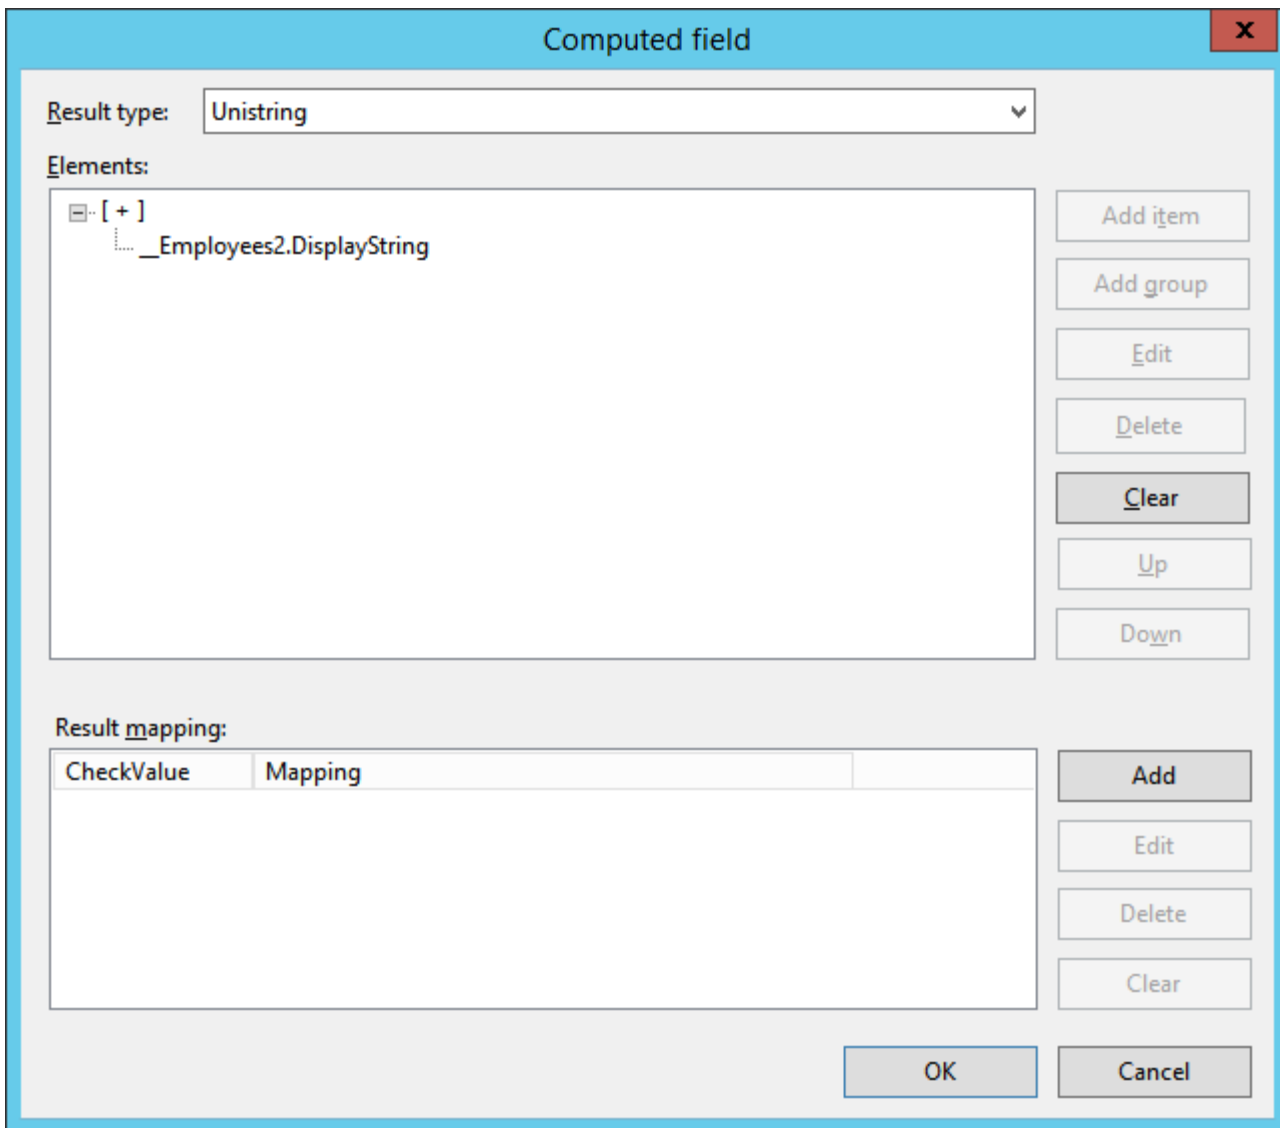 Computed field
x
Result type: Unistring
Elements:
[ + ]
__Employees2.DisplayString
Add item
Add group
Edit
Delete
Clear
Up
Down
Result mapping:
CheckValue Mapping
Add
Edit
Delete
Clear
OK Cancel